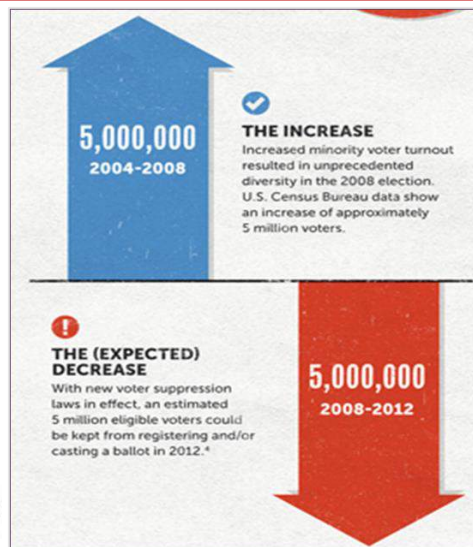 5,000,000
2004-2008
THE INCREASE
Increased minority voter turnout
resulted in unprecedented
diversity in the 2008 election.
U.S. Census Bureau data show
an increase of approximately
5 million voters.
!
THE (EXPECTED)
DECREASE
With new voter suppression
laws in effect, an estimated
5 million eligible voters could
be kept from registering and/or
casting a ballot in 2012.⁴
5,000,000
2008-2012